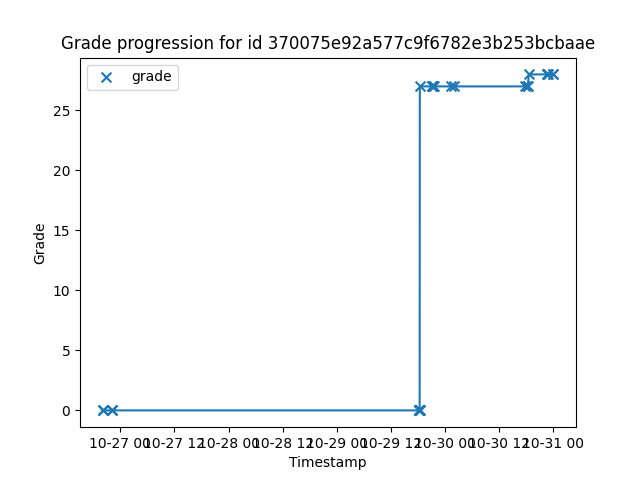 Grade progression for id 370075e92a577c9f6782e3b253bcbaae
grade
25
20
15
10
5
0
Grade
10-27 00 10-27 12 10-28 00 10-28 12 10-29 00 10-29 12 10-30 00 10-30 12 10-31 00
Timestamp